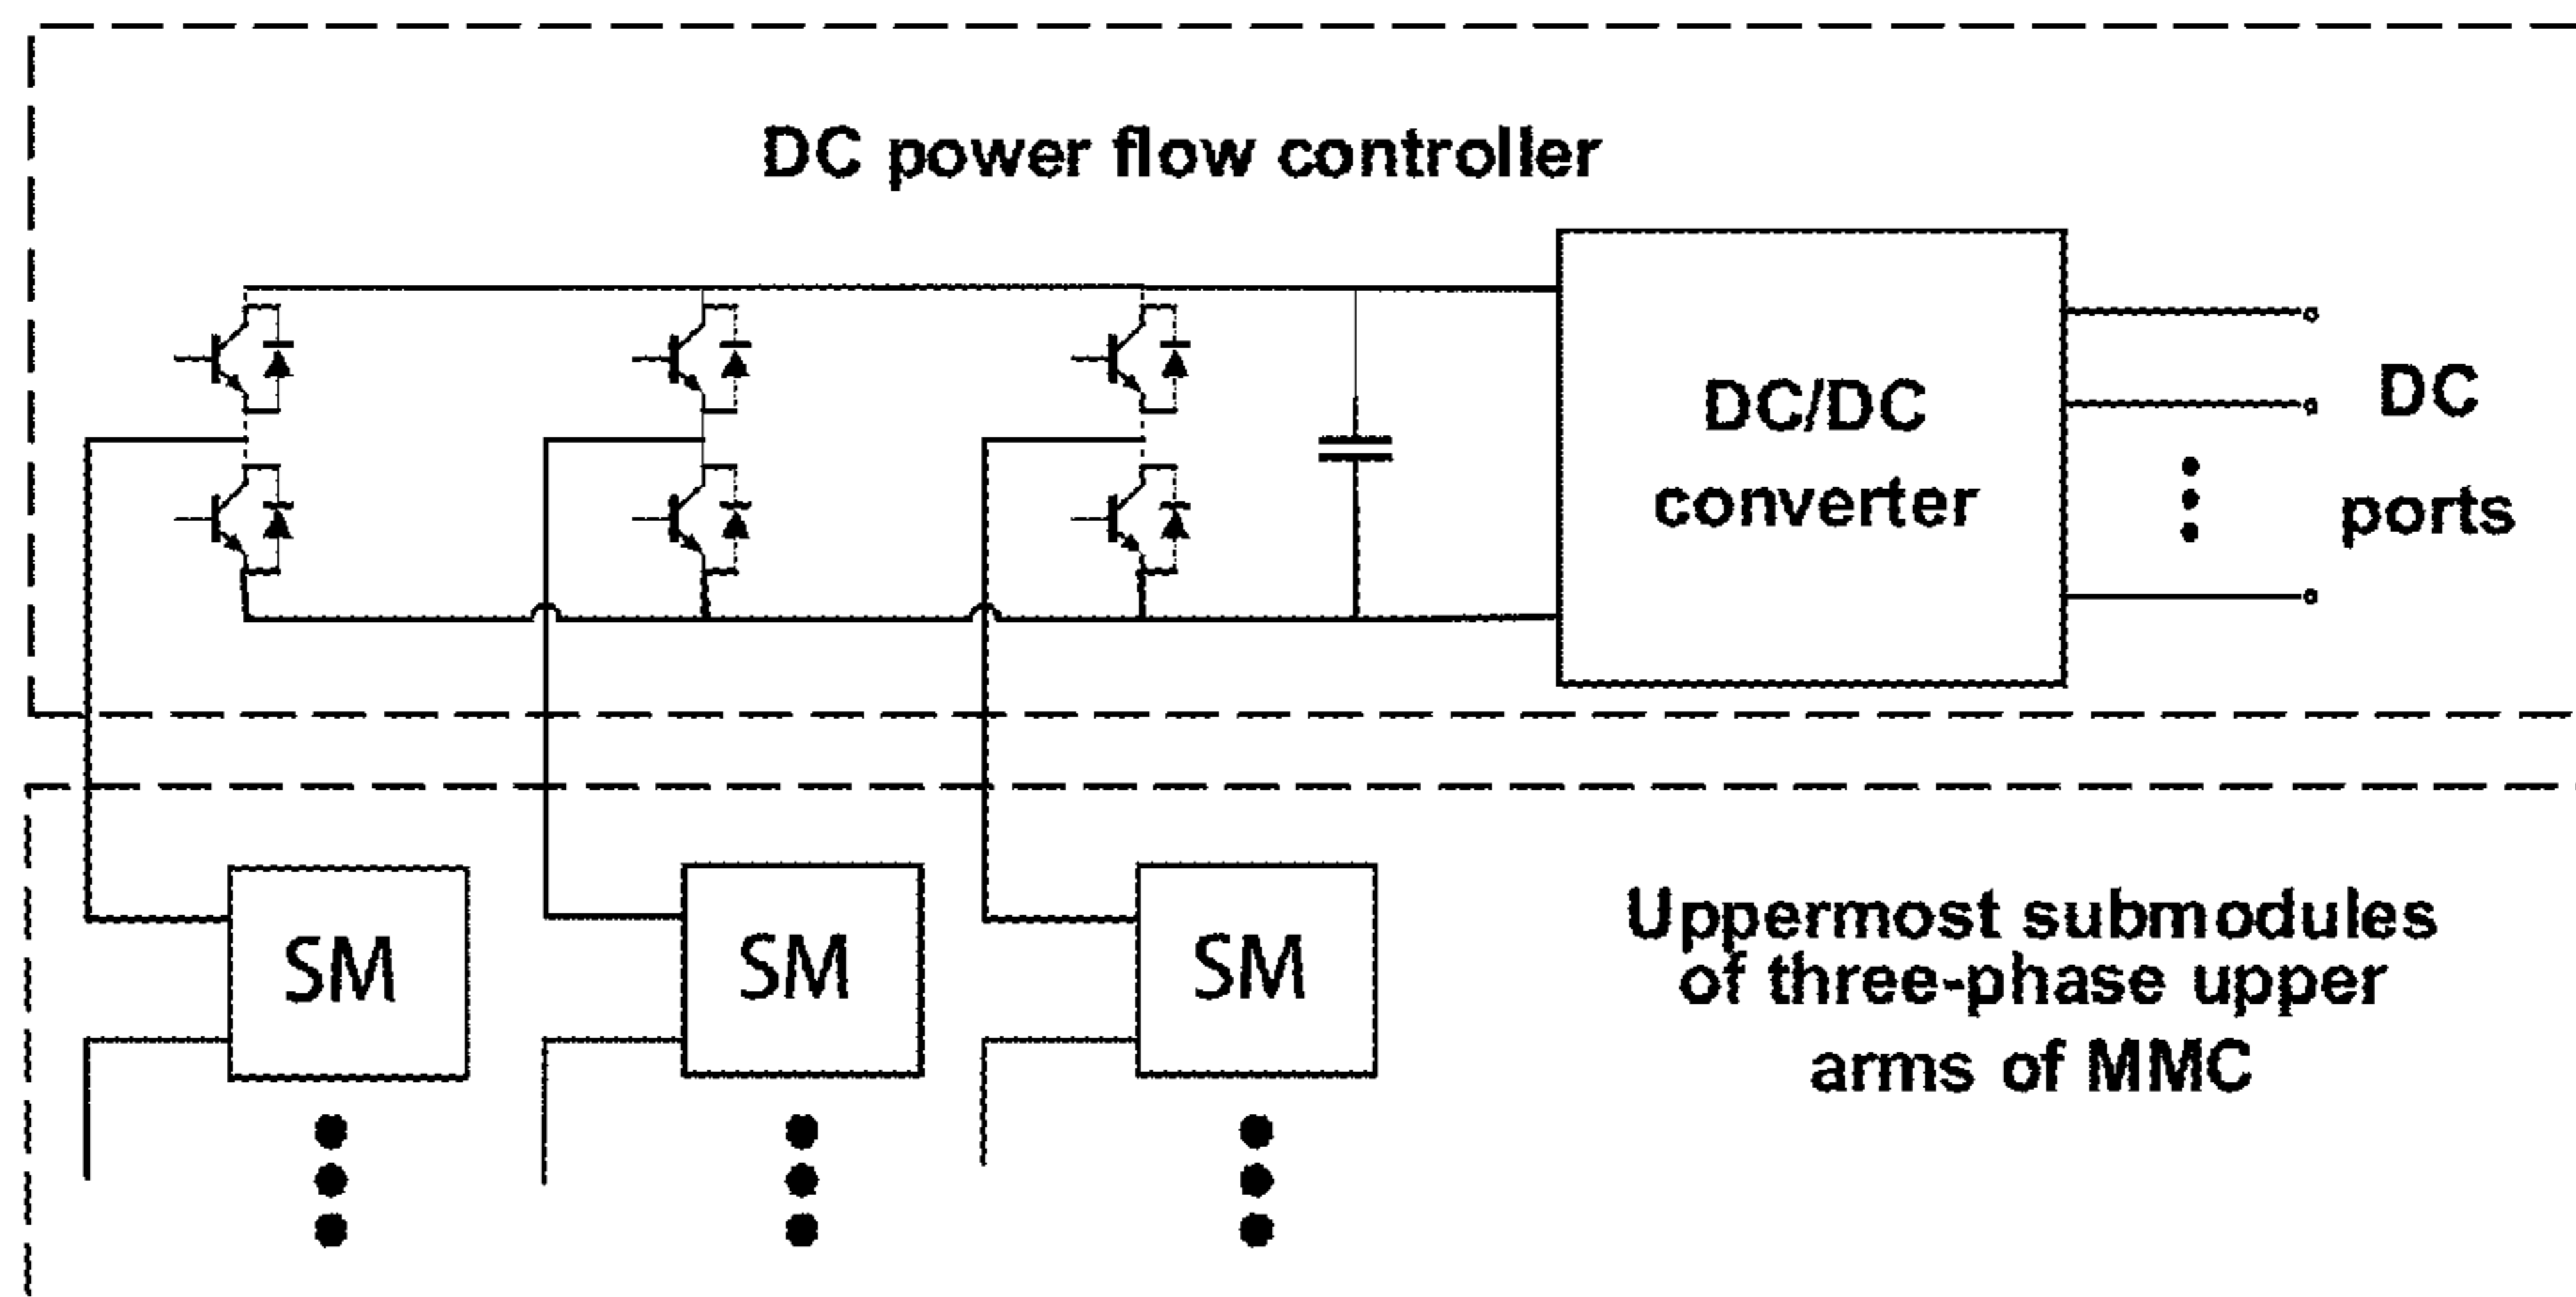 DC power flow controller
DC/DC
converter
DC
ports
SM
SM
SM
Uppermost submodules
of three-phase upper
arms of MMC